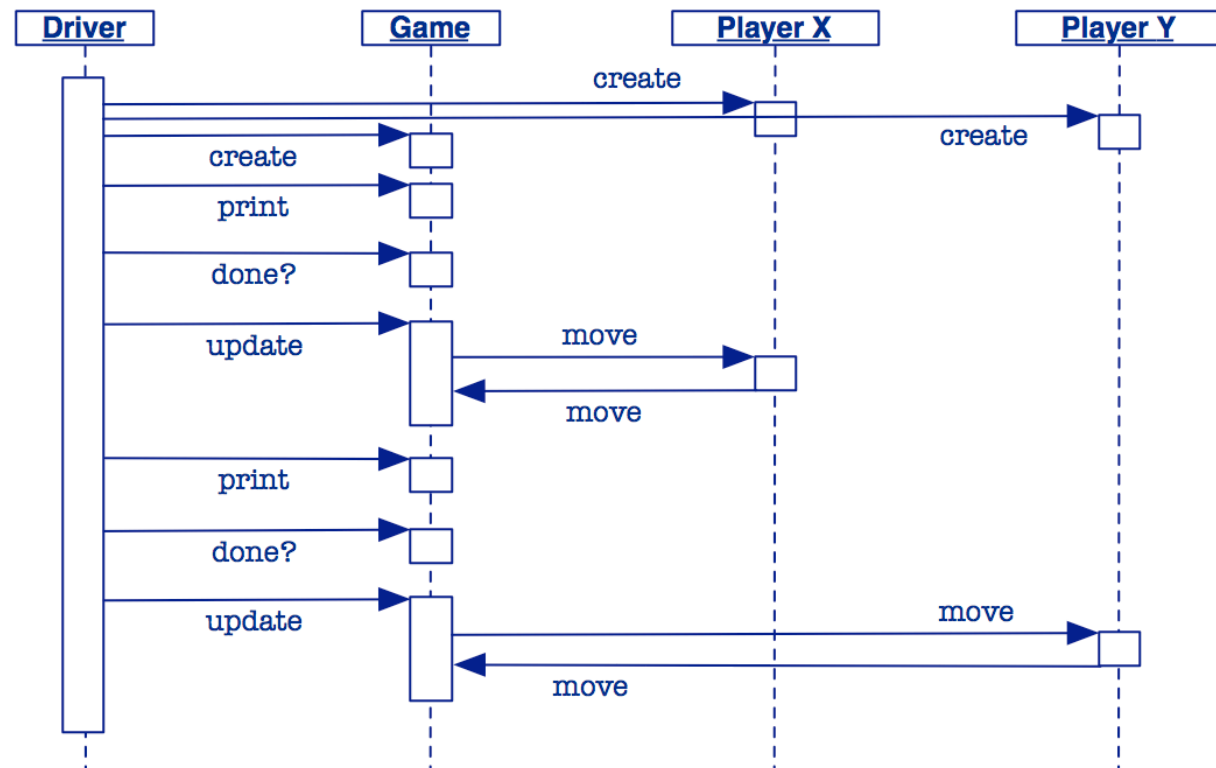 Driver
Game
Player X
Player Y
create
create
create
print
done?
update
move
move
print
done?
update
move
move